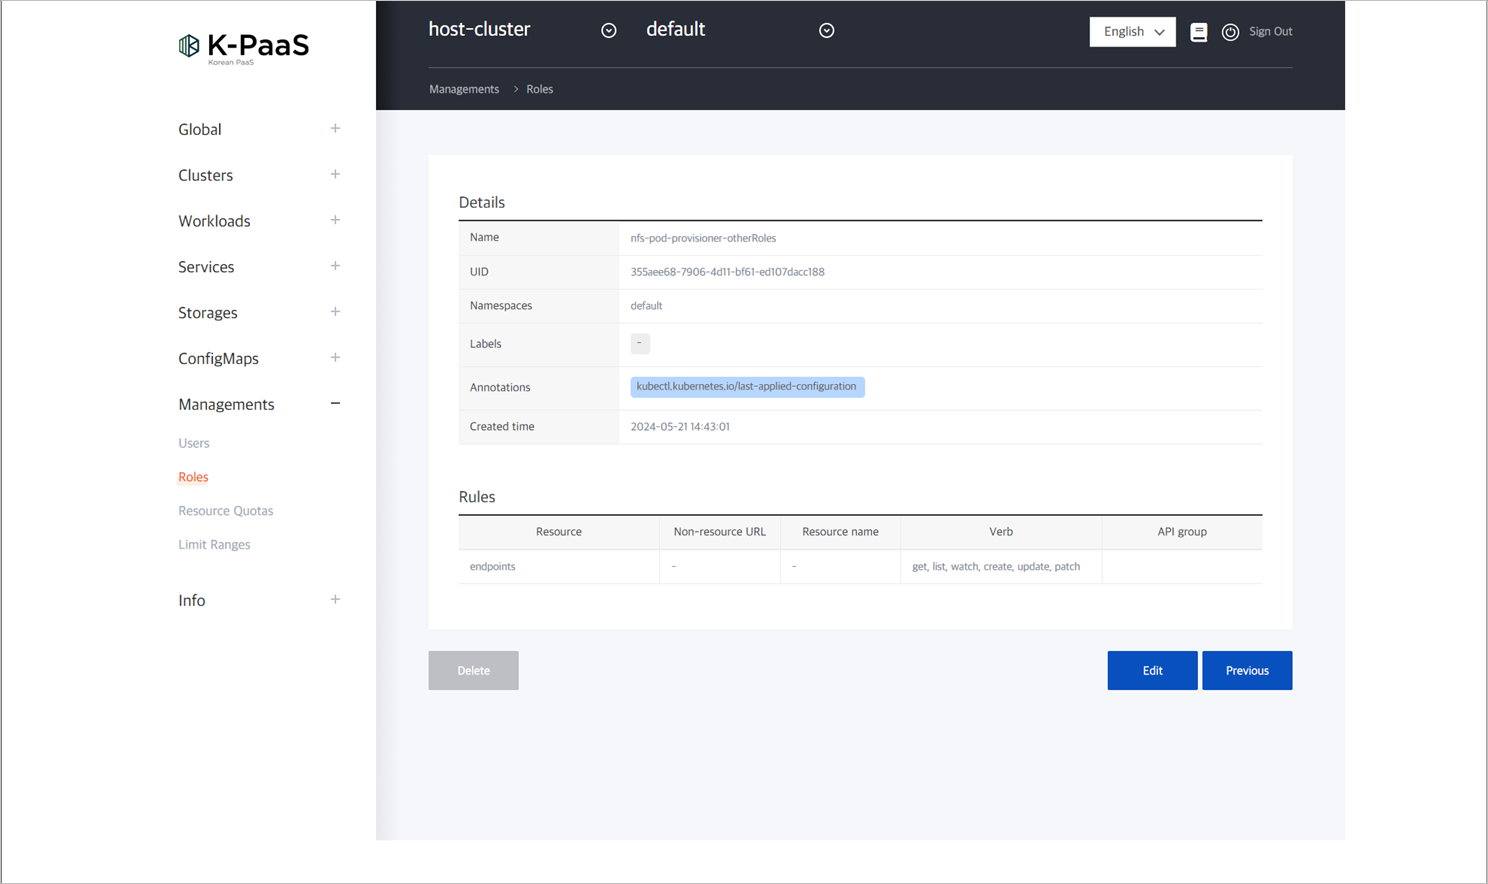 K-PaaS
Korean PaaS
host-cluster
default
English
Sign Out
Managements > Roles
Global
Clusters
Workloads
Services
Storages
ConfigMaps
Managements
Users
Roles
Resource Quotas
Limit Ranges
Info
Details
Name nfs-pod-provisioner-otherRoles
UID 355aee68-7906-4d11-bf61-ed107dacc188
Namespaces default
Labels -
Annotations kubectl.kubernetes.io/last-applied-configuration
Created time 2024-05-21 14:43:01
Rules
Resource Non-resource URL Resource name Verb API group
endpoints - - get, list, watch, create, update, patch
Delete
Edit
Previous